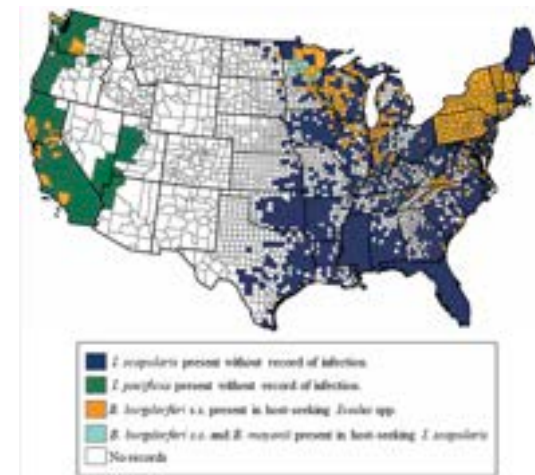 I. scapularis present without record of infection.
I. pacificus present without record of infection.
B. burgdorferi s.s. present in host-seeking Ixodes spp.
B. burgdorferi s.s. and B. mayonii present in host-seeking I. scapularis
No records